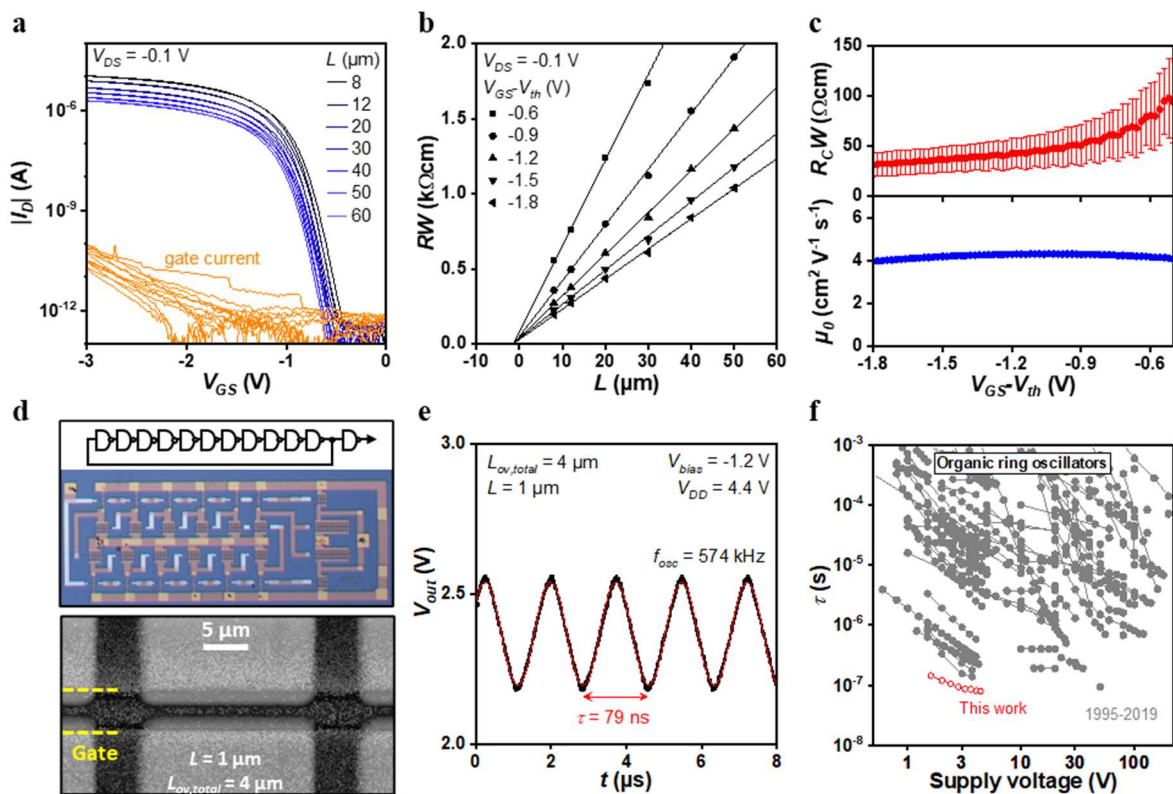 a
V_DS = -0.1 V
L (µm)
8
12
20
30
40
50
60
gate current
10⁻⁶
10⁻⁹
10⁻¹²
|I_D| (A)
-3
-2
-1
0
V_GS (V)
b
V_DS = -0.1 V
V_GS-V_th (V)
-0.6
-0.9
-1.2
-1.5
-1.8
2.0
1.5
1.0
0.5
0.0
RW (kΩcm)
-10
0
10
20
30
40
50
60
L (µm)
c
150
100
50
0
R_CW (Ωcm)
6
4
2
0
µ₀ (cm² V⁻¹ s⁻¹)
-1.8
-1.5
-1.2
-0.9
-0.6
V_GS-V_th (V)
d
5 µm
Gate
L = 1 µm
L_ov,total = 4 µm
e
L_ov,total = 4 µm
L = 1 µm
V_bias = -1.2 V
V_DD = 4.4 V
f_osc = 574 kHz
τ = 79 ns
3.0
2.5
2.0
V_out (V)
0
2
4
6
8
t (µs)
f
Organic ring oscillators
10⁻³
10⁻⁴
10⁻⁵
10⁻⁶
10⁻⁷
10⁻⁸
τ (s)
This work
1995-2019
1
3
10
30
100
Supply voltage (V)